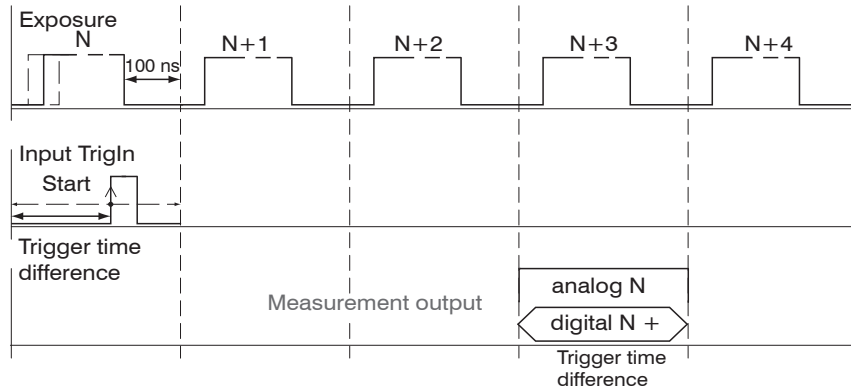 Exposure
N
N+1
N+2
N+3
N+4
100 ns
Input TrigIn
Start
Trigger time
difference
Measurement output
analog N
digital N +
Trigger time
difference